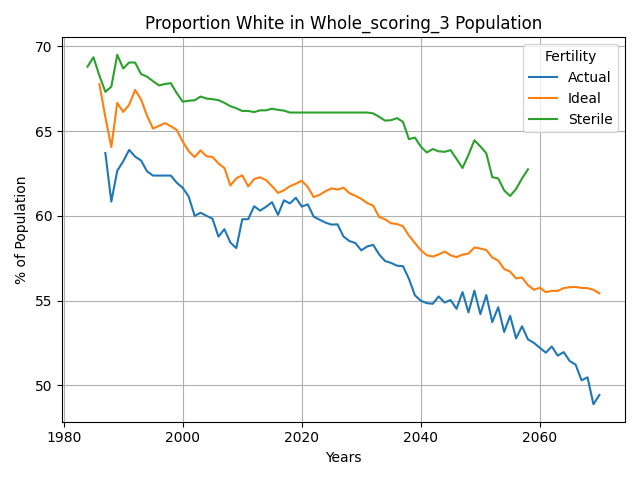 Proportion White in Whole_scoring_3 Population
Fertility
Actual
Ideal
Sterile
% of Population
70
65
60
55
50
1980
2000
2020
2040
2060
Years